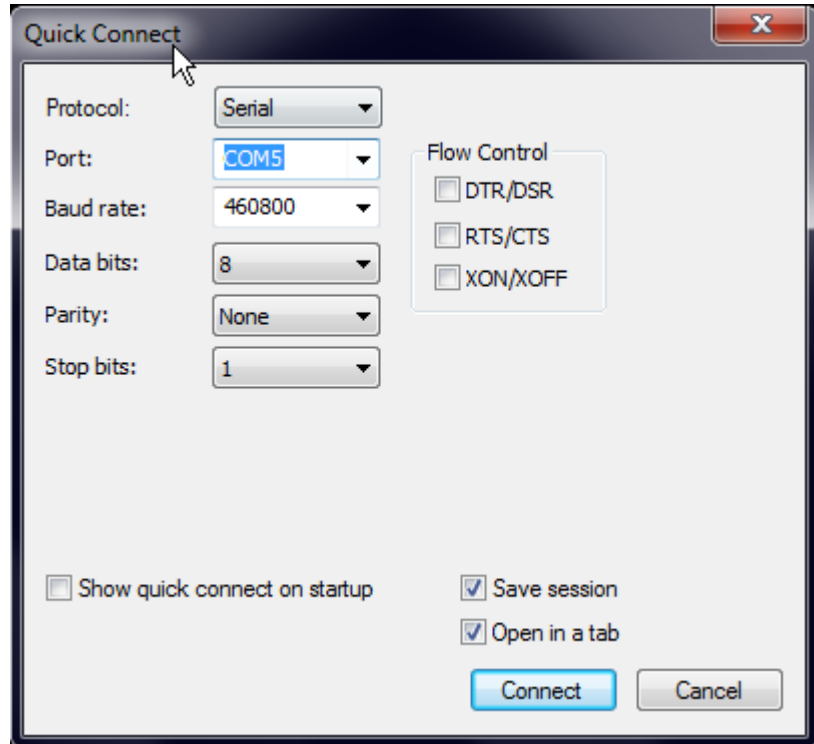 Quick Connect
Protocol: Serial
Port: COM5
Baud rate: 460800
Data bits: 8
Parity: None
Stop bits: 1
Flow Control
DTR/DSR
RTS/CTS
XON/XOFF
Show quick connect on startup
Save session
Open in a tab
Connect Cancel